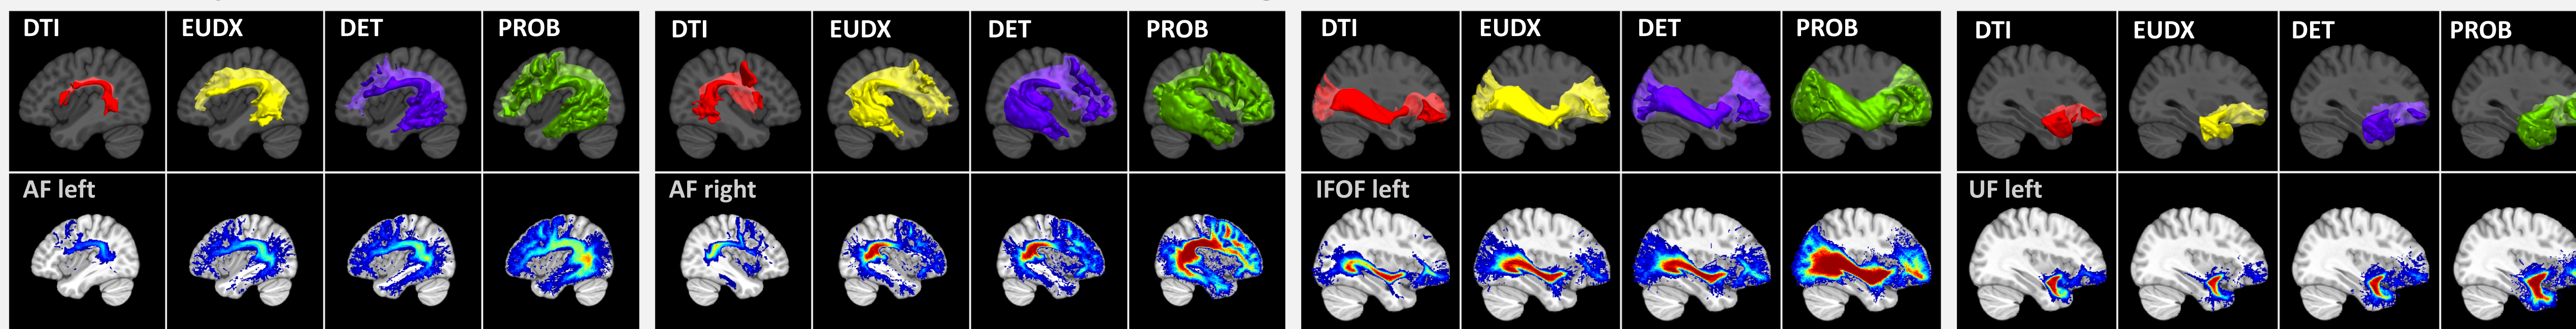 DTI EUDX DET PROB DTI EUDX DET PROB DTI EUDX DET PROB DTI EUDX DET PROB
AF left AF right IFOF left UF left